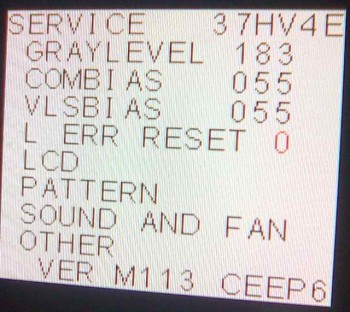 SERVICE 37HV4E
GRAYLEVEL 183
COMBIAS 055
VLSBIAS 055
L ERR RESET 0
LCD
PATTERN
SOUND AND FAN
OTHER
VER M113 CEEP6